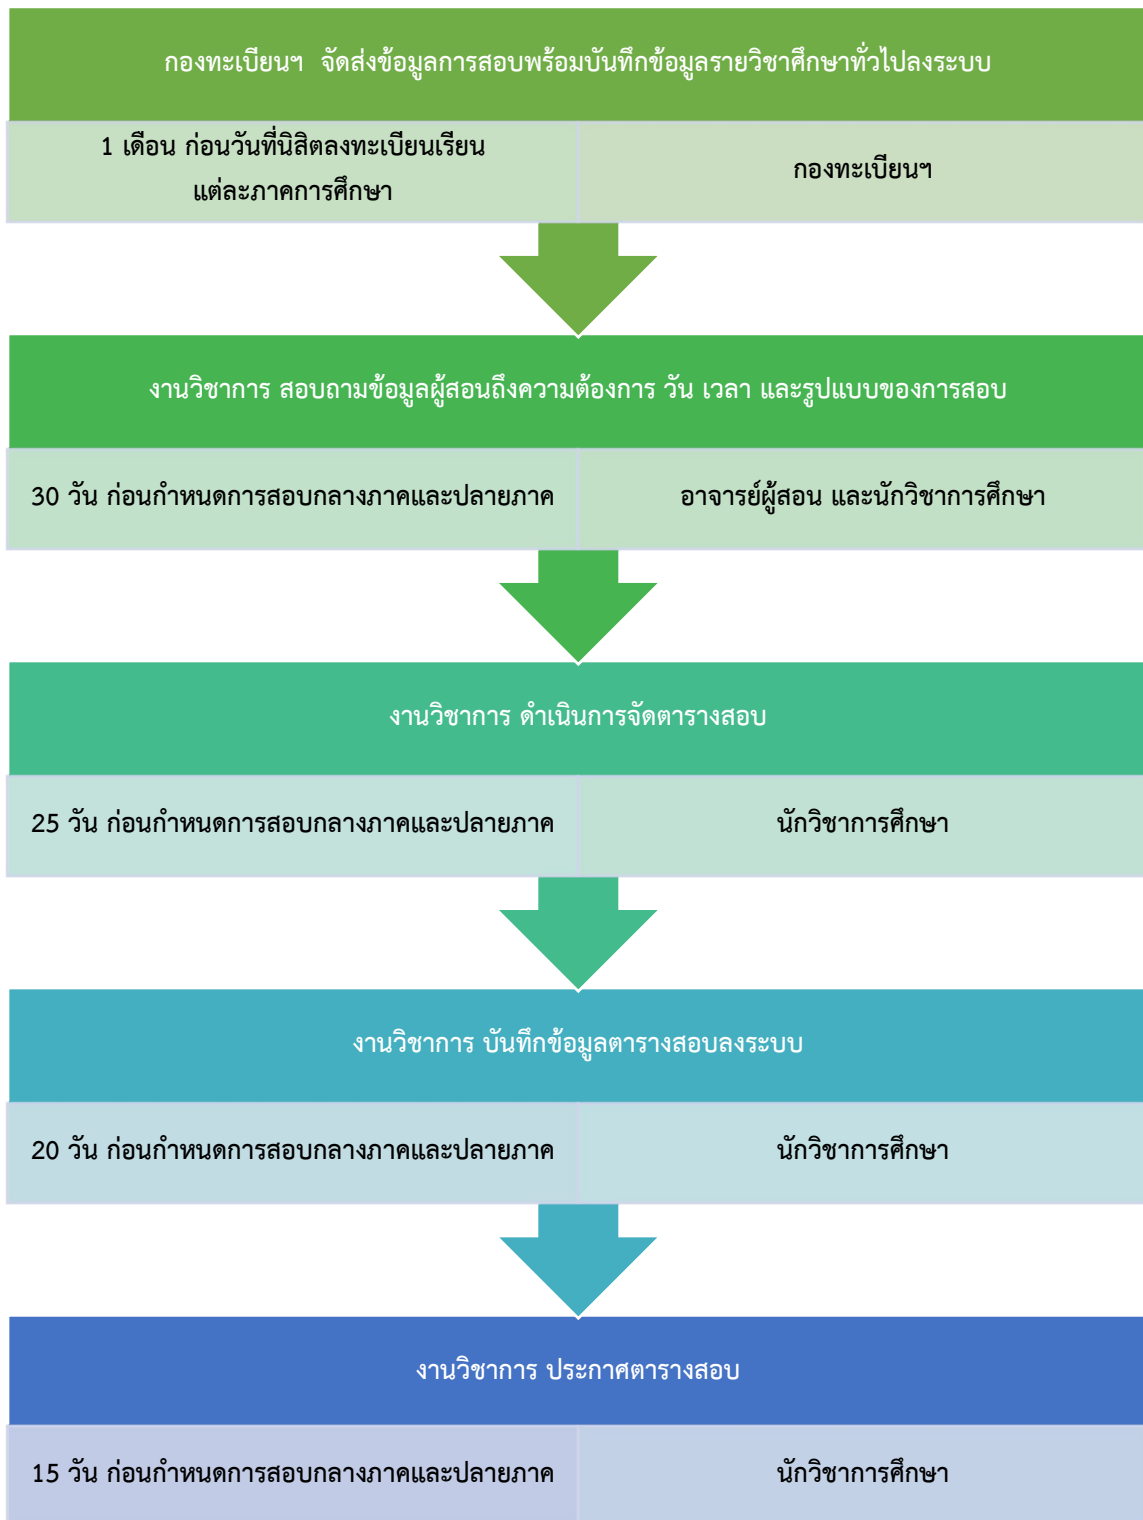 กองทะเบียนฯ จัดส่งข้อมูลการสอบพร้อมบันทึกข้อมูลรายวิชาศึกษาทั่วไปลงระบบ
1 เดือน ก่อนวันที่นิสิตลงทะเบียนเรียน
แต่ละภาคการศึกษา
กองทะเบียนฯ
งานวิชาการ สอบถามข้อมูลผู้สอนถึงความต้องการ วัน เวลา และรูปแบบของการสอบ
30 วัน ก่อนกำหนดการสอบกลางภาคและปลายภาค
อาจารย์ผู้สอน และนักวิชาการศึกษา
งานวิชาการ ดำเนินการจัดตารางสอบ
25 วัน ก่อนกำหนดการสอบกลางภาคและปลายภาค
นักวิชาการศึกษา
งานวิชาการ บันทึกข้อมูลตารางสอบลงระบบ
20 วัน ก่อนกำหนดการสอบกลางภาคและปลายภาค
นักวิชาการศึกษา
งานวิชาการ ประกาศตารางสอบ
15 วัน ก่อนกำหนดการสอบกลางภาคและปลายภาค
นักวิชาการศึกษา